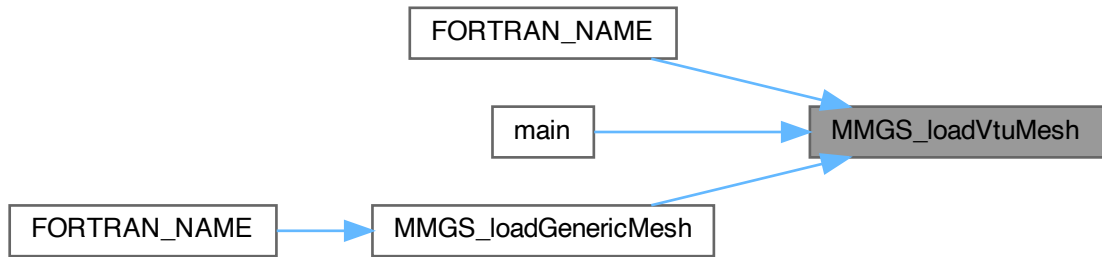 FORTRAN_NAME
main
MMGS_loadVtuMesh
FORTRAN_NAME
MMGS_loadGenericMesh